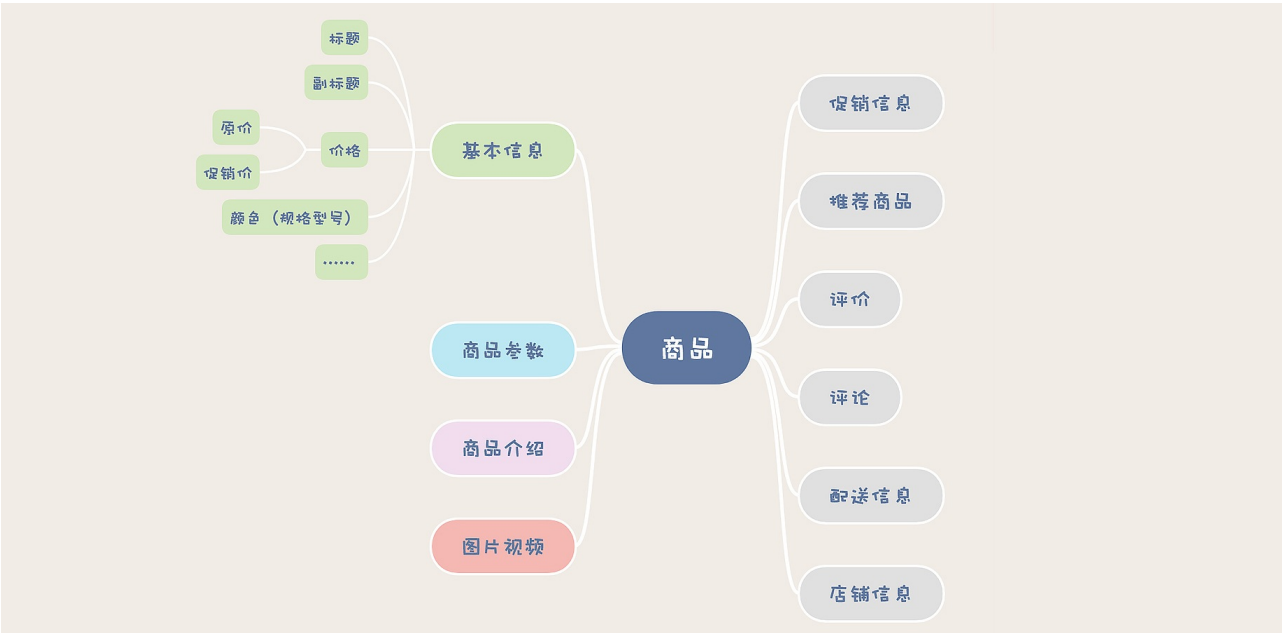 标题
副标题
原价
促销价
价格
颜色（规格型号）
……
基本信息
商品参数
商品介绍
图片视频
商品
促销信息
推荐商品
评价
评论
配送信息
店铺信息